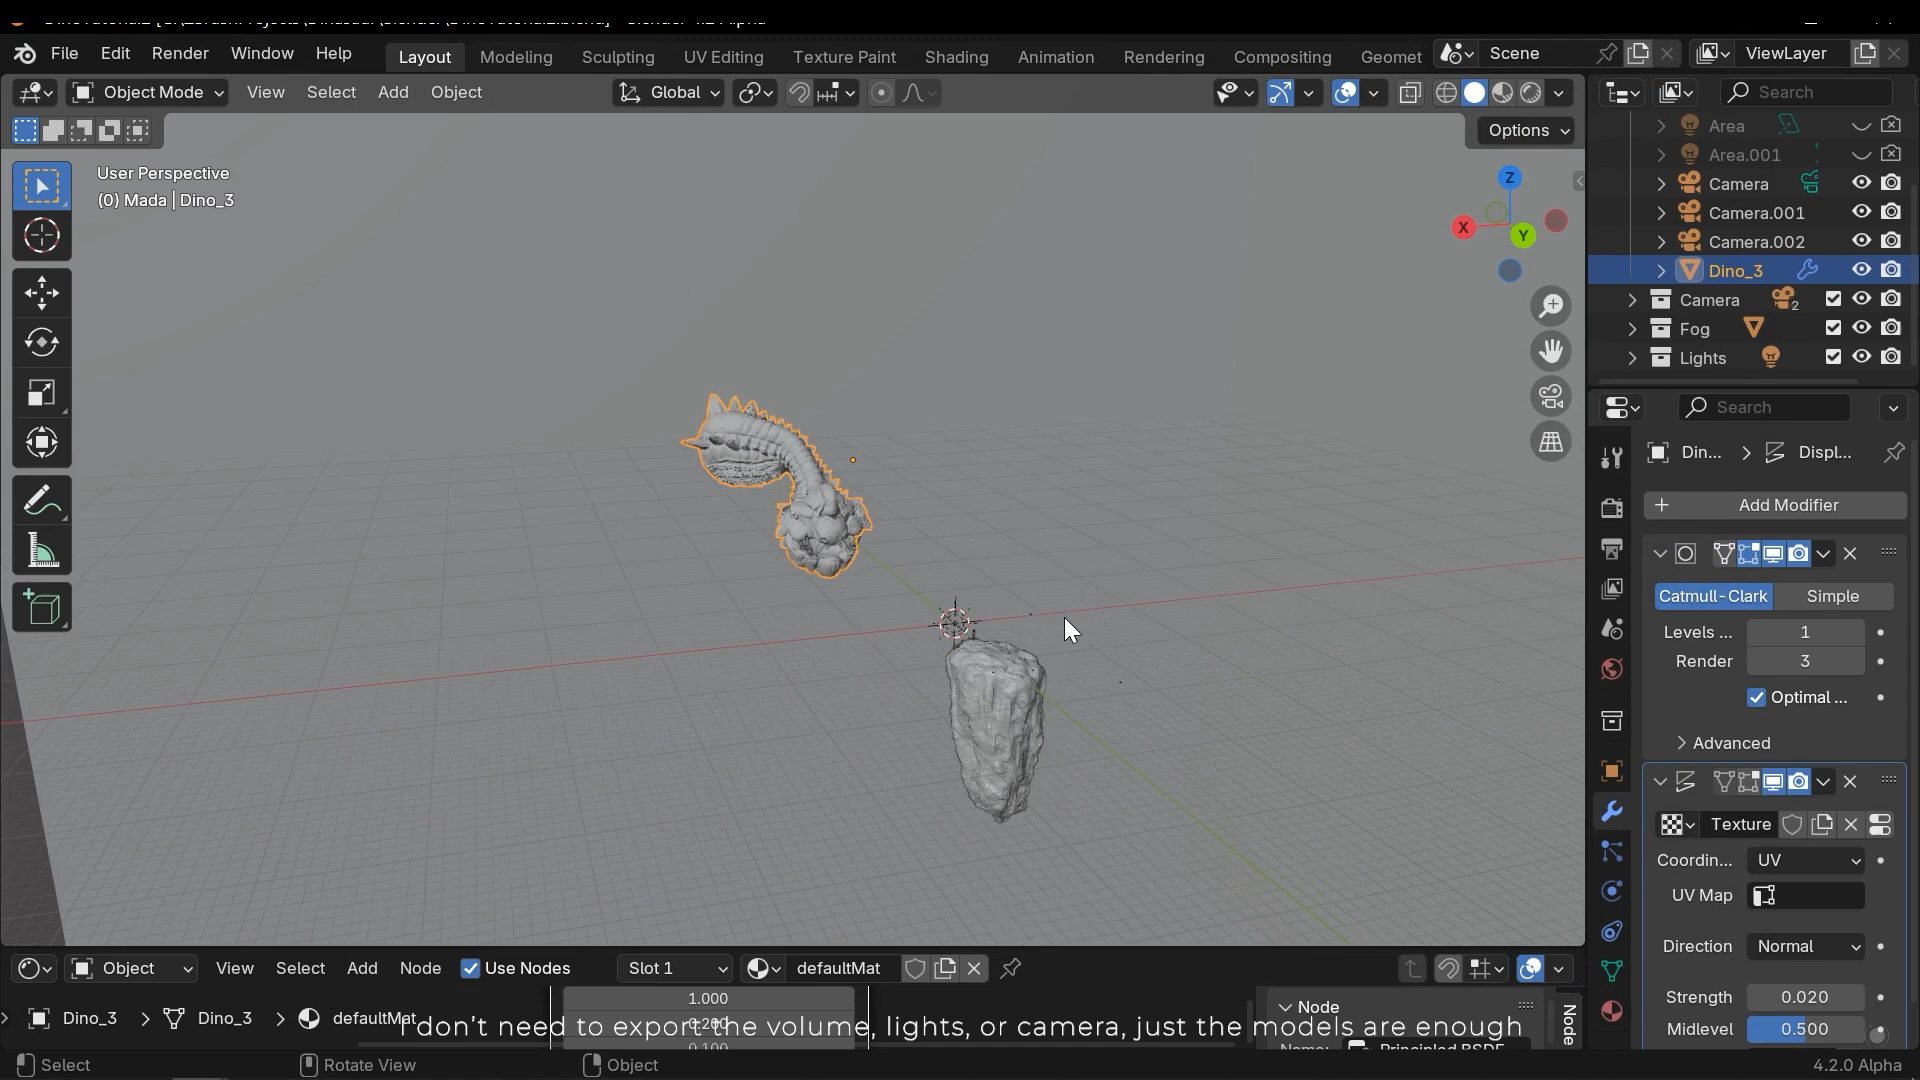 File Edit Render Window Help Layout Modeling Sculpting UV Editing Texture Paint Shading Animation Rendering Compositing Geomet Scene ViewLayer
Object Mode View Select Add Object Global Search
Options
User Perspective
(0) Mada | Dino_3
Z
X
Y
Area
Area.001
Camera
Camera.001
Camera.002
Dino_3
Camera 2
Fog
Lights
Search
Din... Displ...
Add Modifier
Catmull-Clark Simple
Levels ... 1
Render 3
Optimal ...
Advanced
Texture
Coordin... UV
UV Map
Direction Normal
Strength 0.020
Midlevel 0.500
Object View Select Add Node Use Nodes Slot 1 defaultMat
1.000
Node
Dino_3 Dino_3 defaultMat
I don't need to export the volume, lights, or camera, just the models are enough
0.200
Node
Select Rotate View Object 4.2.0 Alpha